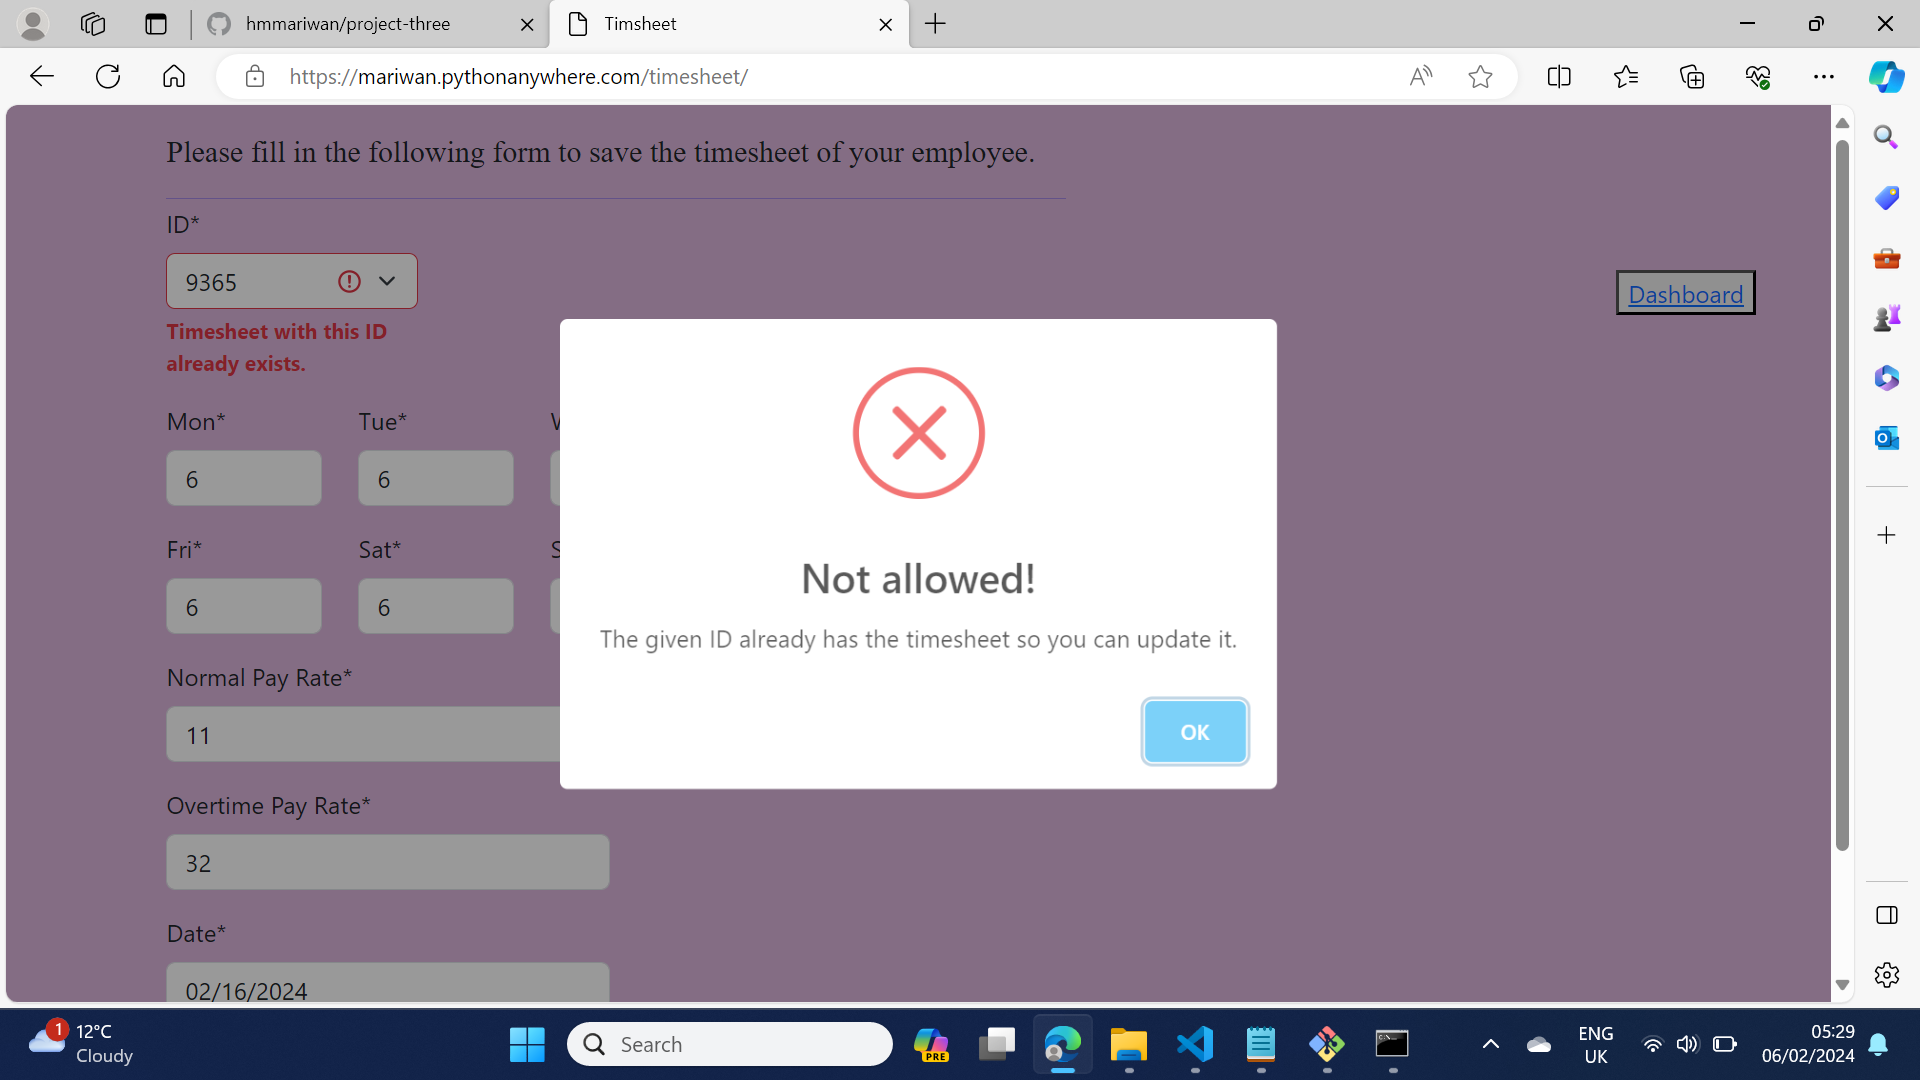 hmmariwan/project-three
Timsheet
https://mariwan.pythonanywhere.com/timesheet/
Please fill in the following form to save the timesheet of your employee.
ID*
9365
Dashboard
Timesheet with this ID
already exists.
Mon*
Tue*
6
6
Fri*
Sat*
S
6
6
Not allowed!
The given ID already has the timesheet so you can update it.
OK
Normal Pay Rate*
11
Overtime Pay Rate*
32
Date*
02/16/2024
1
12°C
Cloudy
Search
PRE
ENG
UK
05:29
06/02/2024